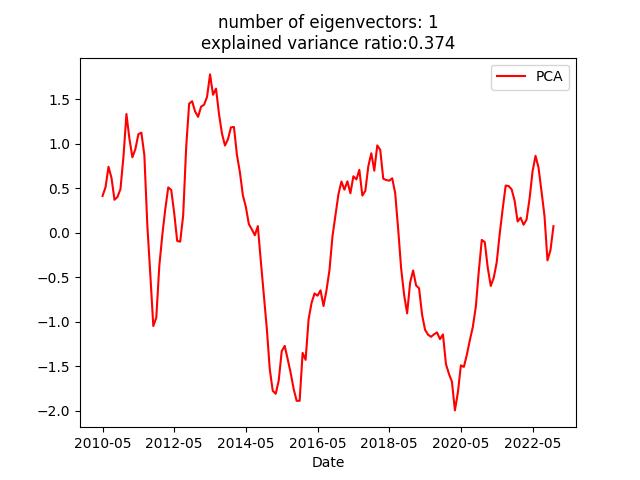 number of eigenvectors: 1
explained variance ratio:0.374
PCA
1.5
1.0
0.5
0.0
−0.5
−1.0
−1.5
−2.0
2010-05 2012-05 2014-05 2016-05 2018-05 2020-05 2022-05
Date